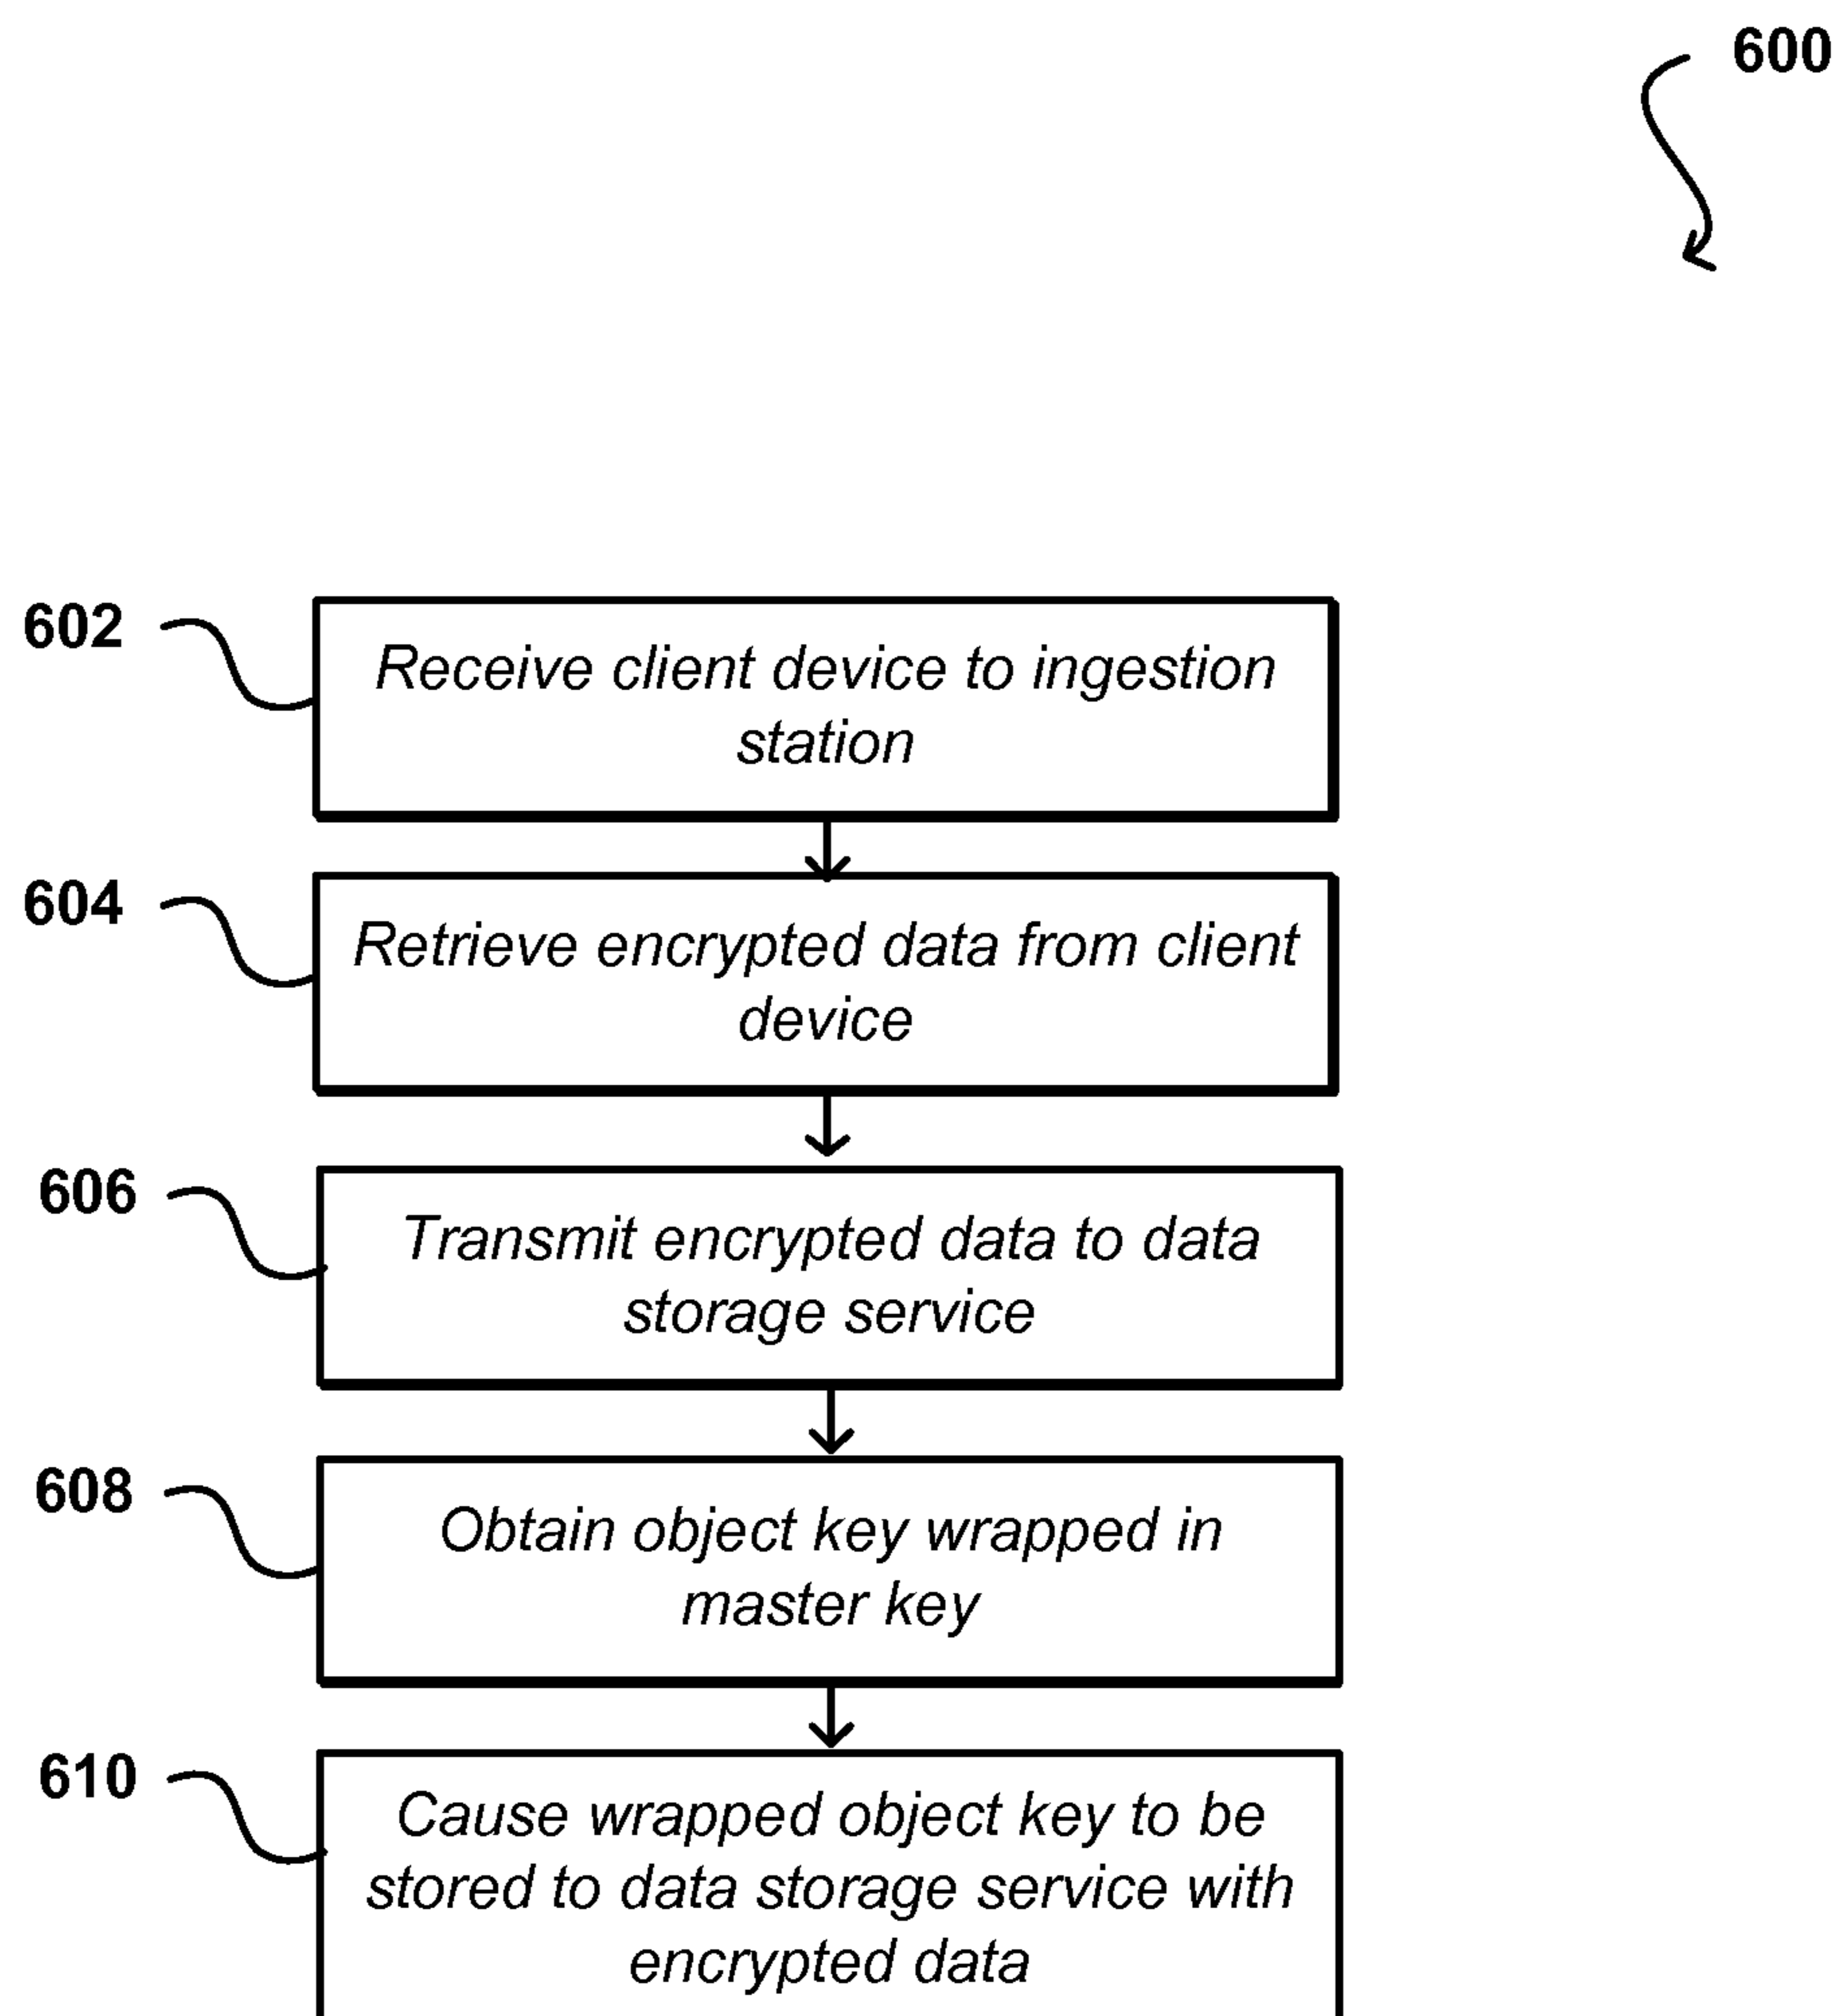 600
602
Receive client device to ingestion
station
604
Retrieve encrypted data from client
device
606
Transmit encrypted data to data
storage service
608
Obtain object key wrapped in
master key
610
Cause wrapped object key to be
stored to data storage service with
encrypted data